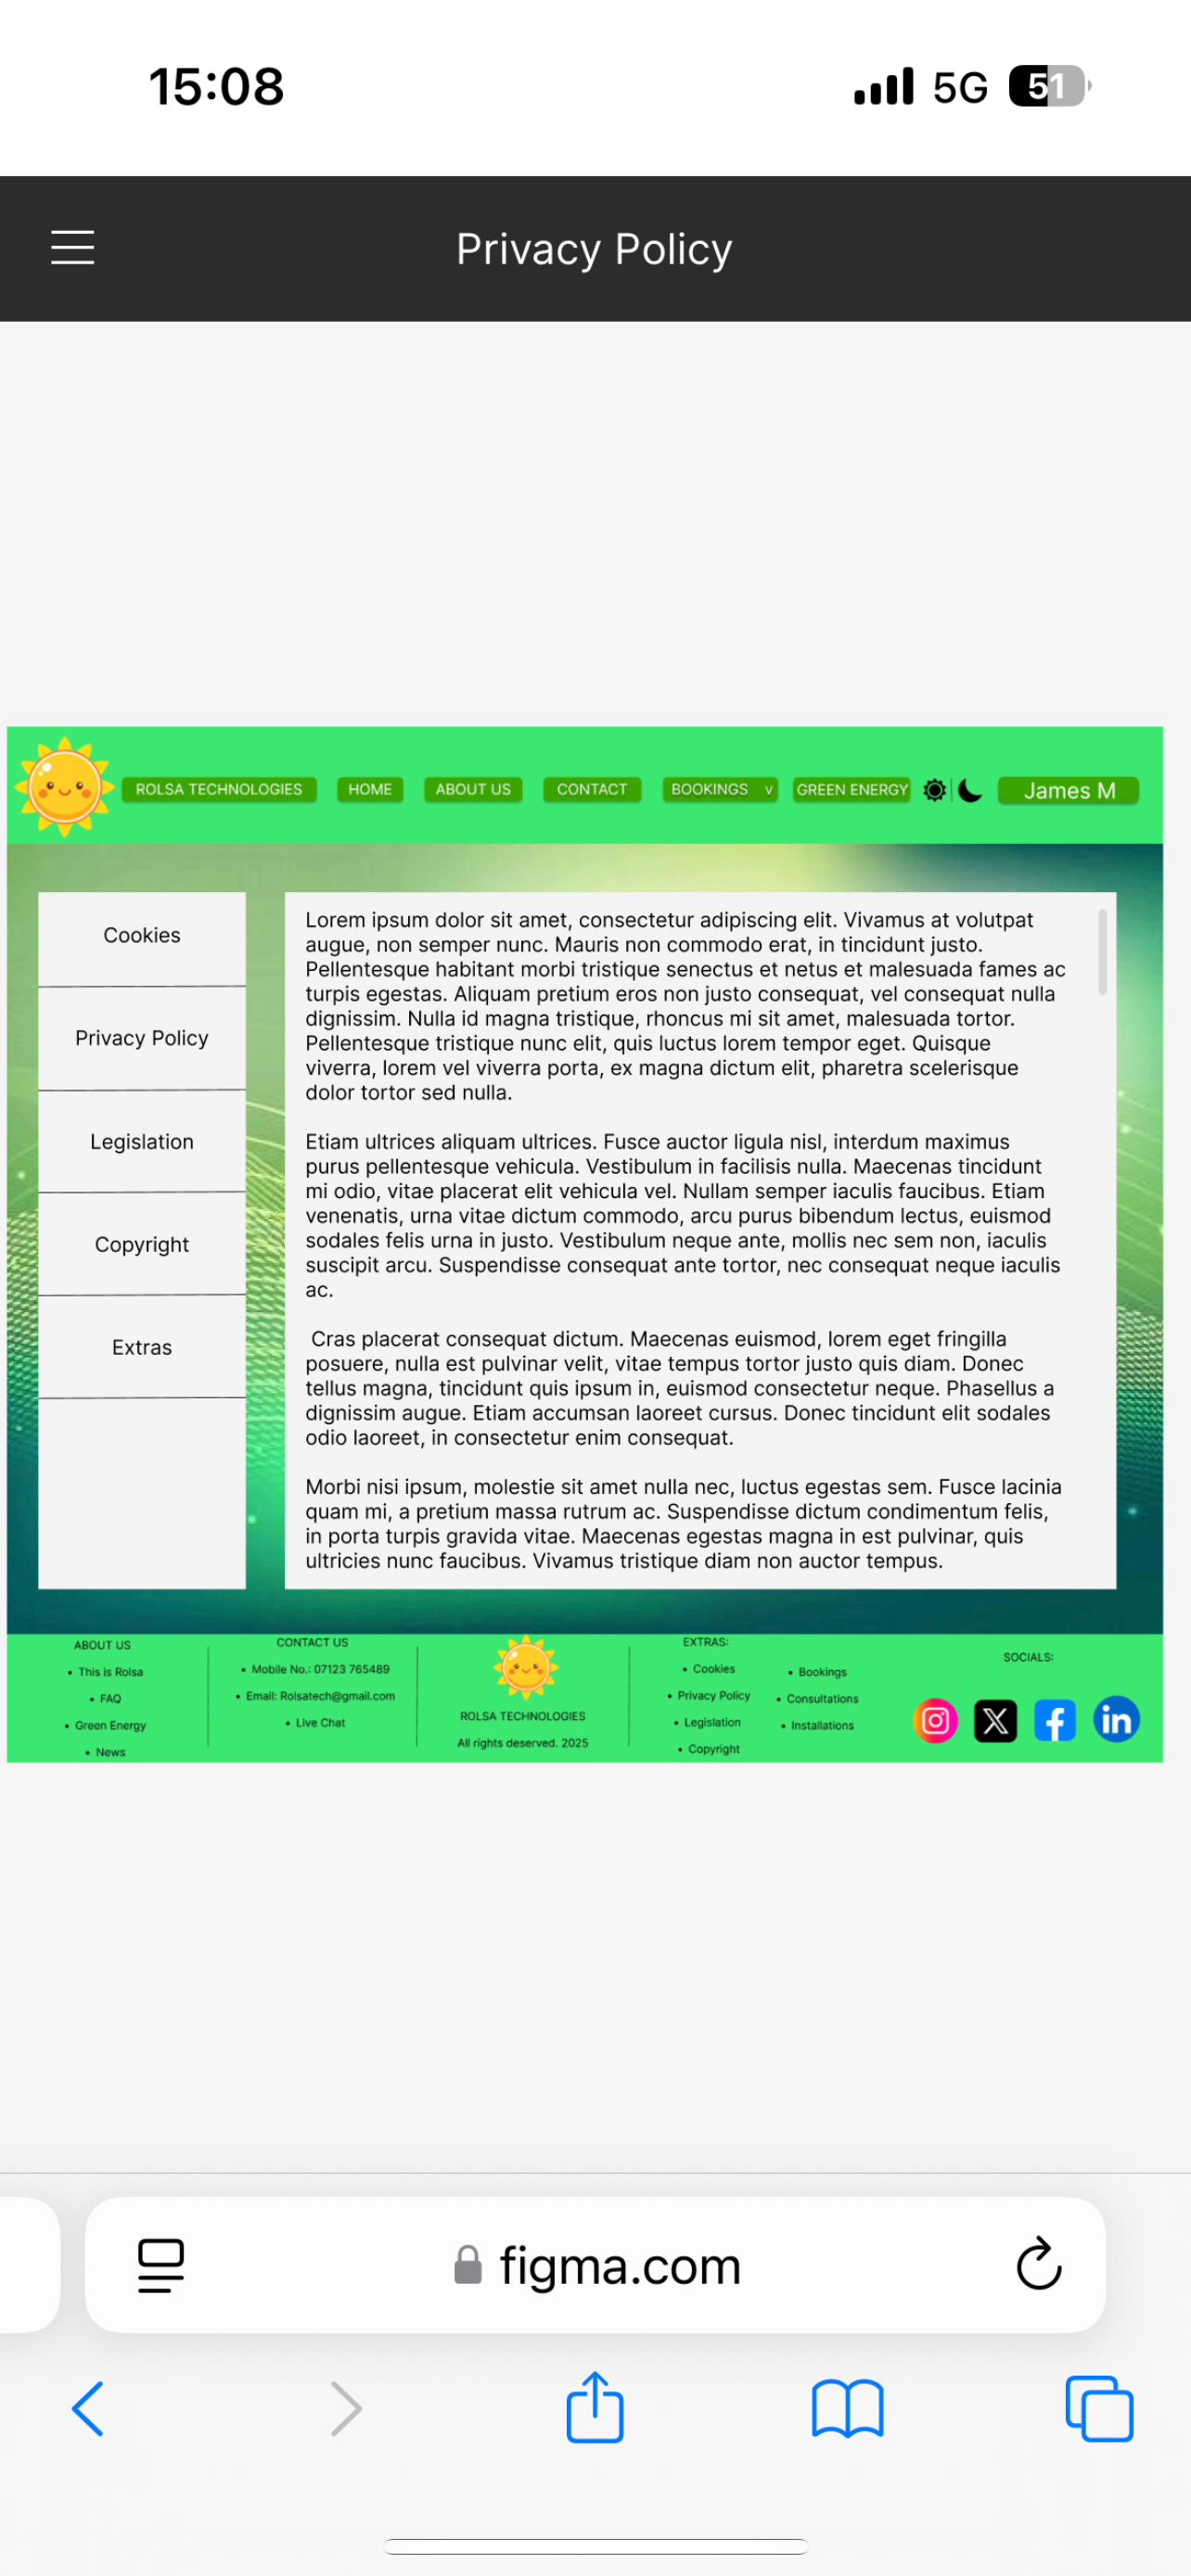 15:08
5G 51
Privacy Policy
ROLSA TECHNOLOGIES HOME ABOUT US CONTACT BOOKINGS v GREEN ENERGY James M
Cookies
Privacy Policy
Legislation
Copyright
Extras
Lorem ipsum dolor sit amet, consectetur adipiscing elit. Vivamus at volutpat
augue, non semper nunc. Mauris non commodo erat, in tincidunt justo.
Pellentesque habitant morbi tristique senectus et netus et malesuada fames ac
turpis egestas. Aliquam pretium eros non justo consequat, vel consequat nulla
dignissim. Nulla id magna tristique, rhoncus mi sit amet, malesuada tortor.
Pellentesque tristique nunc elit, quis luctus lorem tempor eget. Quisque
viverra, lorem vel viverra porta, ex magna dictum elit, pharetra scelerisque
dolor tortor sed nulla.
Etiam ultrices aliquam ultrices. Fusce auctor ligula nisl, interdum maximus
purus pellentesque vehicula. Vestibulum in facilisis nulla. Maecenas tincidunt
mi odio, vitae placerat elit vehicula vel. Nullam semper iaculis faucibus. Etiam
venenatis, urna vitae dictum commodo, arcu purus bibendum lectus, euismod
sodales felis urna in justo. Vestibulum neque ante, mollis nec sem non, iaculis
suscipit arcu. Suspendisse consequat ante tortor, nec consequat neque iaculis
ac.
Cras placerat consequat dictum. Maecenas euismod, lorem eget fringilla
posuere, nulla est pulvinar velit, vitae tempus tortor justo quis diam. Donec
tellus magna, tincidunt quis ipsum in, euismod consectetur neque. Phasellus a
dignissim augue. Etiam accumsan laoreet cursus. Donec tincidunt elit sodales
odio laoreet, in consectetur enim consequat.
Morbi nisi ipsum, molestie sit amet nulla nec, luctus egestas sem. Fusce lacinia
quam mi, a pretium massa rutrum ac. Suspendisse dictum condimentum felis,
in porta turpis gravida vitae. Maecenas egestas magna in est pulvinar, quis
ultricies nunc faucibus. Vivamus tristique diam non auctor tempus.
ABOUT US
• This is Rolsa
• FAQ
• Green Energy
• News
CONTACT US
• Mobile No.: 07123 765489
• Email: Rolsatech@gmail.com
• Live Chat
ROLSA TECHNOLOGIES
All rights deserved. 2025
EXTRAS:
• Cookies
• Privacy Policy
• Legislation
• Copyright
• Bookings
• Consultations
• Installations
SOCIALS:
figma.com